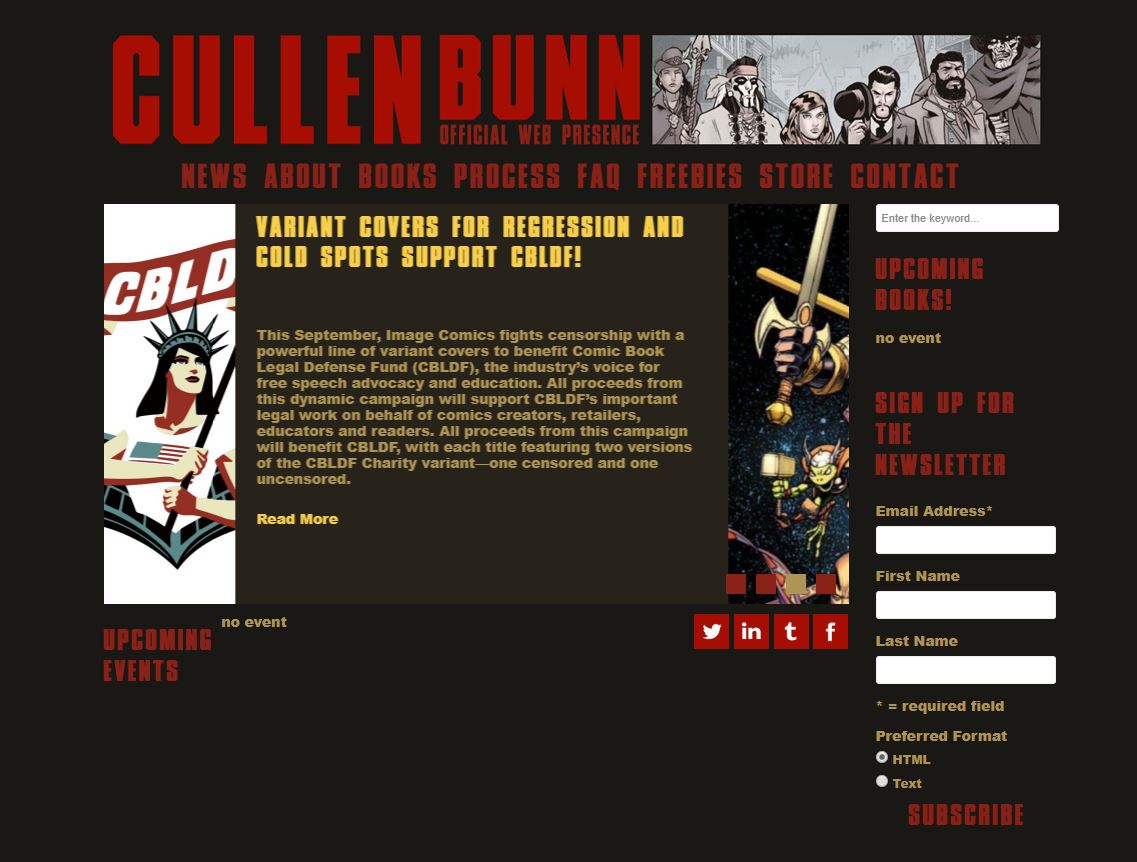 CULLEN BUNN
OFFICIAL WEB PRESENCE
NEWS ABOUT BOOKS PROCESS FAQ FREEBIES STORE CONTACT
CBLD
VARIANT COVERS FOR REGRESSION AND
COLD SPOTS SUPPORT CBLDF!
This September, Image Comics fights censorship with a
powerful line of variant covers to benefit Comic Book
Legal Defense Fund (CBLDF), the industry’s voice for
free speech advocacy and education. All proceeds from
this dynamic campaign will support CBLDF’s important
legal work on behalf of comics creators, retailers,
educators and readers. All proceeds from this campaign
will benefit CBLDF, with each title featuring two versions
of the CBLDF Charity variant—one censored and one
uncensored.
Read More
UPCOMING
EVENTS
no event
Enter the keyword...
UPCOMING
BOOKS!
no event
SIGN UP FOR
THE
NEWSLETTER
Email Address*
First Name
Last Name
* = required field
Preferred Format
HTML
Text
SUBSCRIBE